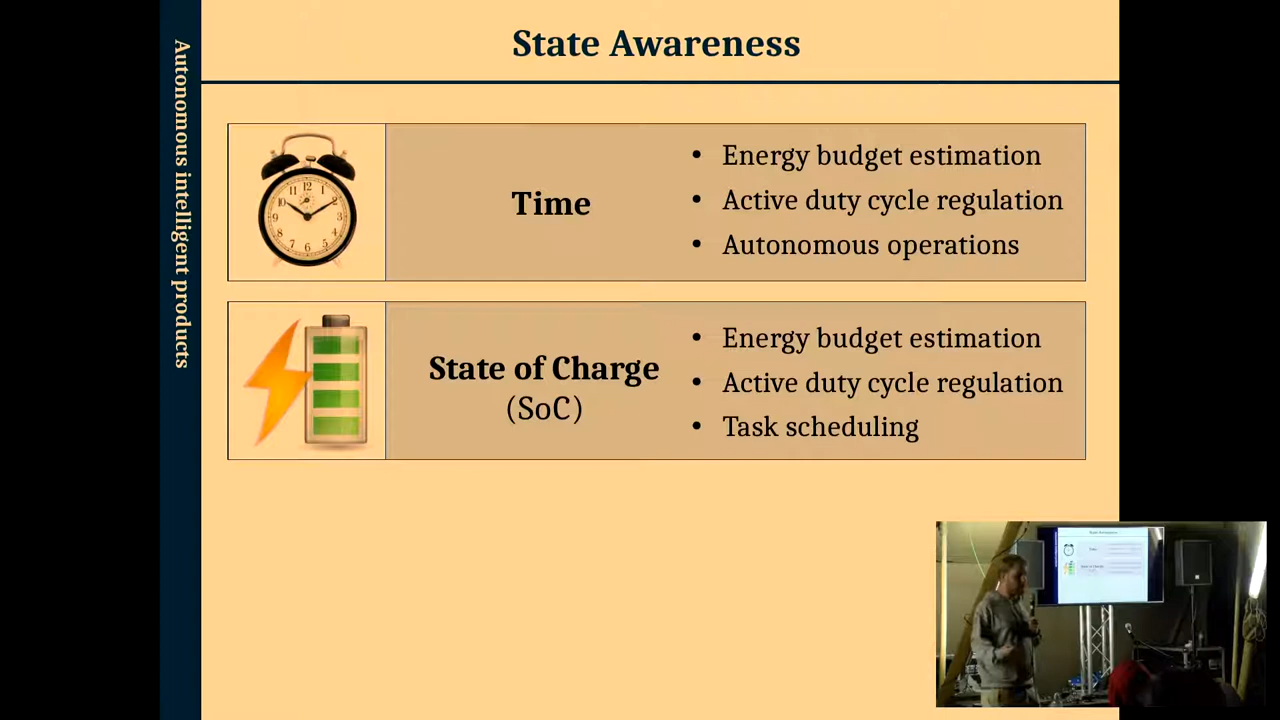 State Awareness
Autonomous intelligent products
Time
• Energy budget estimation
• Active duty cycle regulation
• Autonomous operations
State of Charge
(SoC)
• Energy budget estimation
• Active duty cycle regulation
• Task scheduling